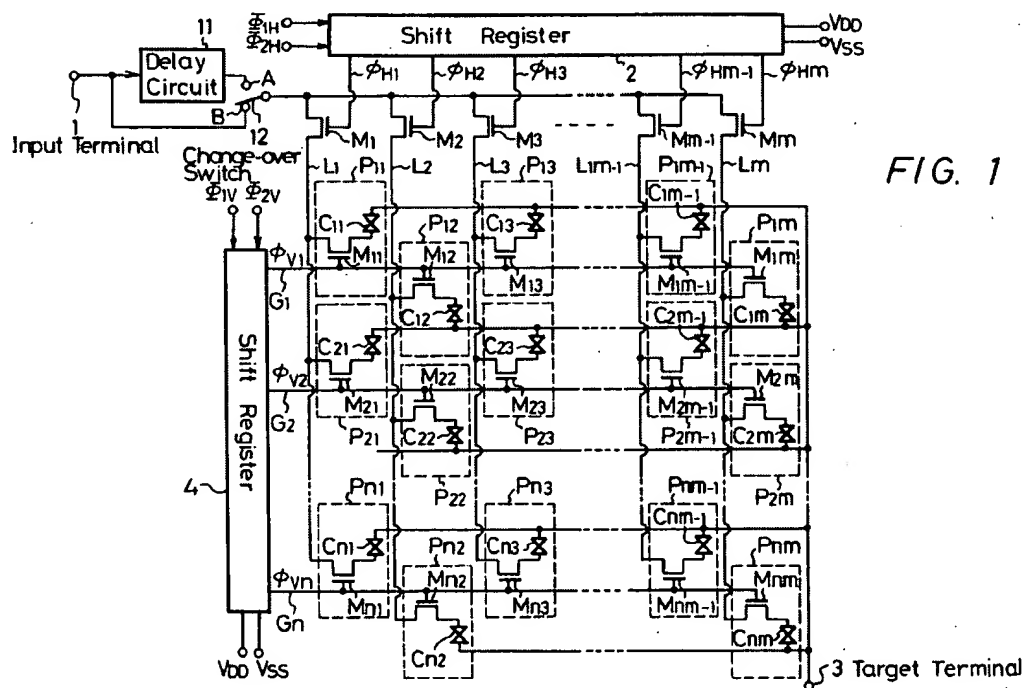 Φ1H
Φ2H
Shift Register
VDD
VSS
2
11
Delay
Circuit
A
B
12
1
Input Terminal
Change-over
Switch
Φ1V
Φ2V
ΦH1
ΦH2
ΦH3
ΦHm-1
ΦHm
M1
M2
M3
Mm-1
Mm
FIG. 1
L1
P11
L2
L3
P13
L1m-1
P1m-1
Lm
C11
P12
C13
C1m-1
P1m
ΦV1
M11
M12
M13
M1m-1
M1m
G1
C12
C1m
C21
C23
C2m-1
ΦV2
M22
M2m
G2
M21
M23
M2m-1
P21
C22
P23
P2m-1
C2m
Shift
Register
4
P22
P2m
Pn1
Pn3
Pnm-1
Cn1
Pn2
Cn3
Cnm-1
Pnm
ΦVn
Mn2
Mnm
Gn
Mn1
Mn3
Mnm-1
Cn2
Cnm
VDD
VSS
3 Target Terminal